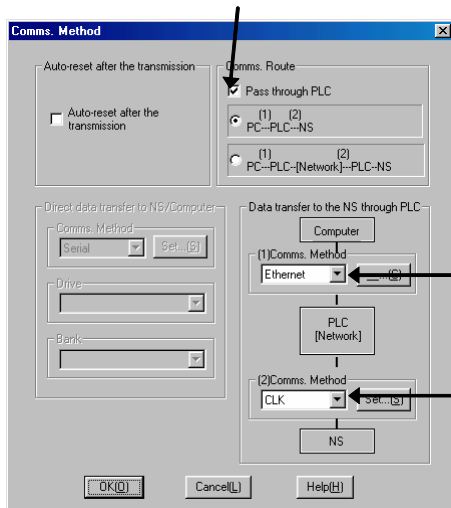 Comms. Method
Auto-reset after the transmission
Auto-reset after the
transmission
Comms. Route
Pass through PLC
(1) (2)
PC---PLC---NS
(1) (2)
PC---PLC--[Network]---PLC--NS
Direct data transfer to NS/Computer
Comms. Method
Serial Set...(S)
Drive
Bank
Data transfer to the NS through PLC
Computer
(1)Comms. Method
Ethernet
PLC
[Network]
(2)Comms. Method
CLK Set...(S)
NS
OK(O) Cancel(L) Help(H)